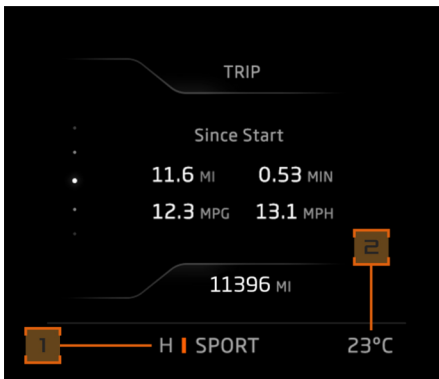 TRIP
Since Start
11.6 MI 0.53 MIN
12.3 MPG 13.1 MPH
2
11396 MI
1 H SPORT 23°C